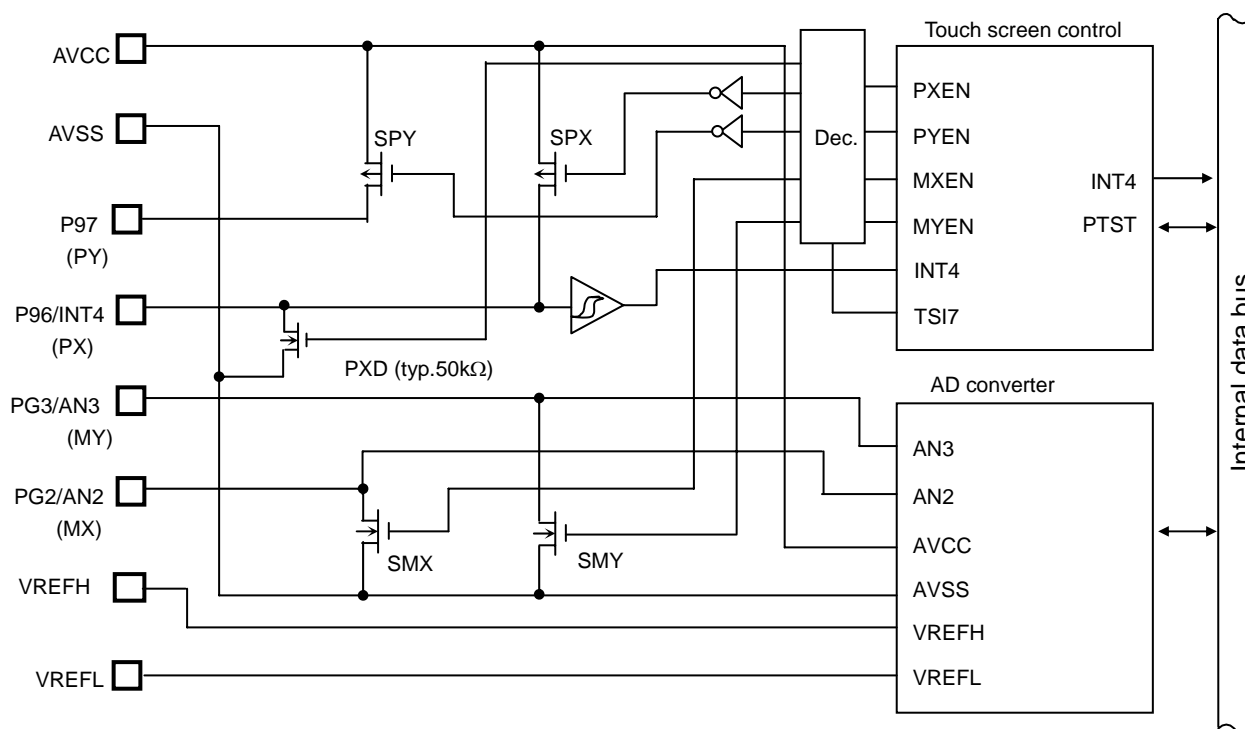 AVCC
AVSS
P97
(PY)
P96/INT4
(PX)
PG3/AN3
(MY)
PG2/AN2
(MX)
VREFH
VREFL
SPY
SPX
PXD (typ.50kΩ)
SMX
SMY
Dec.
Touch screen control
PXEN
PYEN
MXEN
MYEN
INT4
TSI7
INT4
PTST
AD converter
AN3
AN2
AVCC
AVSS
VREFH
VREFL
Internal data bus